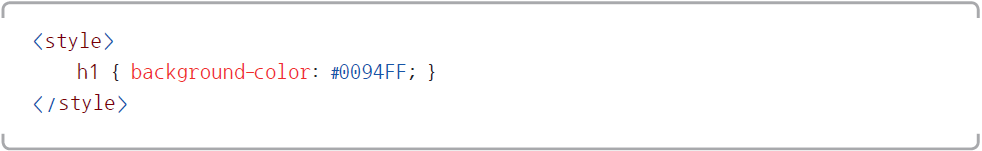 <style>
    h1 { background-color: #0094FF; }
</style>